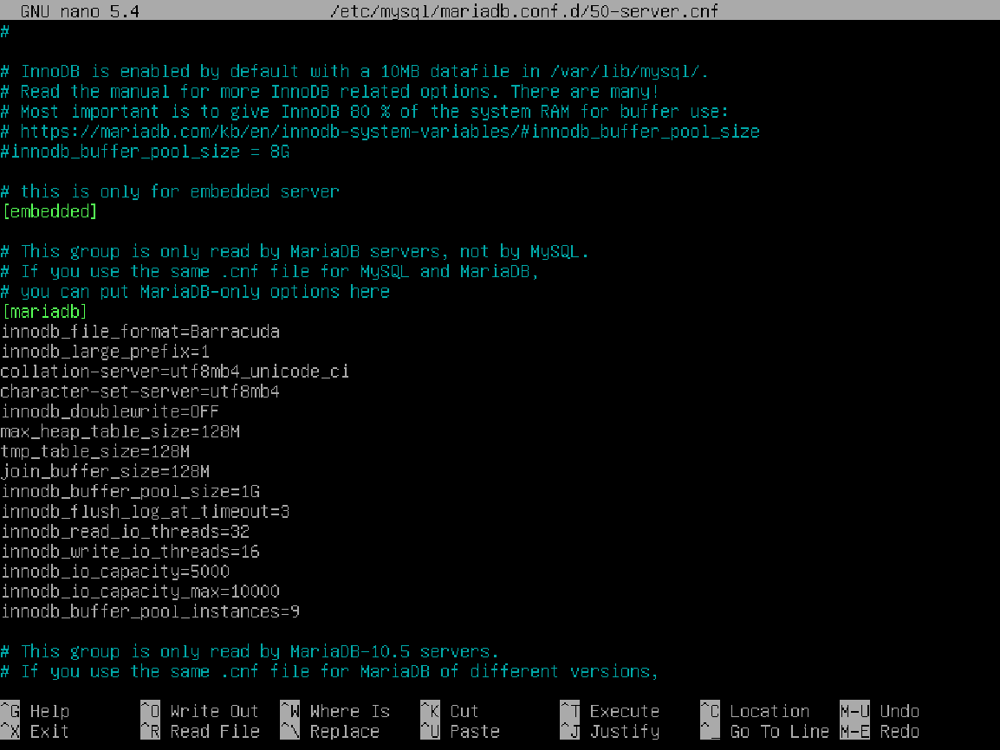 GNU nano 5.4 /etc/mysql/mariadb.conf.d/50-server.cnf
#
# InnoDB is enabled by default with a 10MB datafile in /var/lib/mysql/.
# Read the manual for more InnoDB related options. There are many!
# Most important is to give InnoDB 80 % of the system RAM for buffer use:
# https://mariadb.com/kb/en/innodb-system-variables/#innodb_buffer_pool_size
#innodb_buffer_pool_size = 8G
# this is only for embedded server
[embedded]
# This group is only read by MariaDB servers, not by MySQL.
# If you use the same .cnf file for MySQL and MariaDB,
# you can put MariaDB-only options here
[mariadb]
innodb_file_format=Barracuda
innodb_large_prefix=1
collation-server=utf8mb4_unicode_ci
character-set-server=utf8mb4
innodb_doublewrite=OFF
max_heap_table_size=128M
tmp_table_size=128M
join_buffer_size=128M
innodb_buffer_pool_size=1G
innodb_flush_log_at_timeout=3
innodb_read_io_threads=32
innodb_write_io_threads=16
innodb_io_capacity=5000
innodb_io_capacity_max=10000
innodb_buffer_pool_instances=9
# This group is only read by MariaDB-10.5 servers.
# If you use the same .cnf file for MariaDB of different versions,
^G Help ^O Write Out ^W Where Is ^K Cut ^T Execute ^C Location M-U Undo
^X Exit ^R Read File ^\ Replace ^U Paste ^J Justify ^_ Go To Line M-E Redo